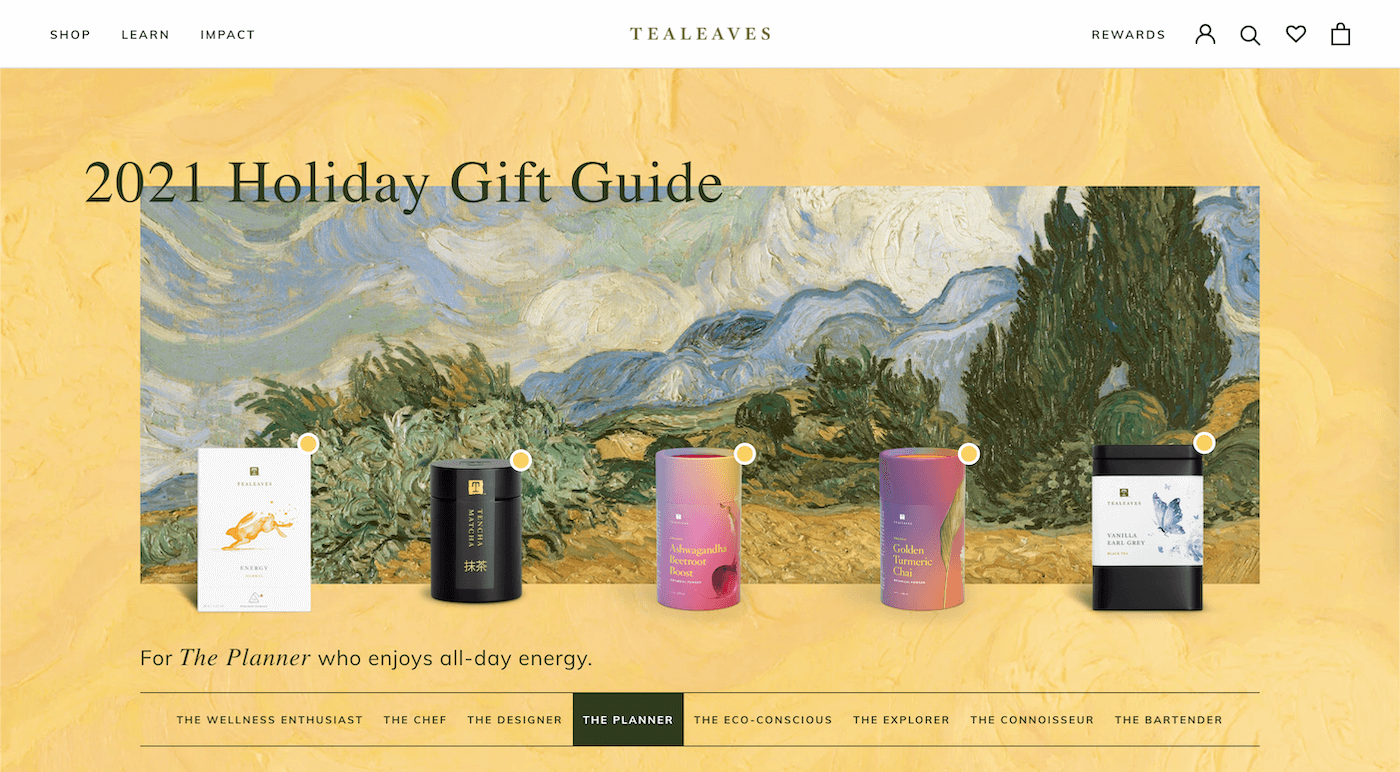 SHOP LEARN IMPACT TEALEAVES REWARDS
2021 Holiday Gift Guide
TEALEAVES
ENERGY
TENCHA
MATCHA
抹茶
TEALEAVES
Ashwagandha
Beetroot
Boost
TEALEAVES
Golden
Turmeric
Chai
TEALEAVES
VANILLA
EARL GREY
BLACK TEA
For The Planner who enjoys all-day energy.
THE WELLNESS ENTHUSIAST THE CHEF THE DESIGNER THE PLANNER THE ECO-CONSCIOUS THE EXPLORER THE CONNOISSEUR THE BARTENDER